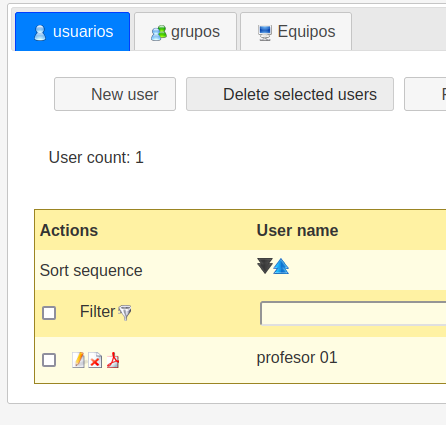 usuarios grupos Equipos
New user Delete selected users
User count: 1
Actions User name
Sort sequence
Filter
profesor 01